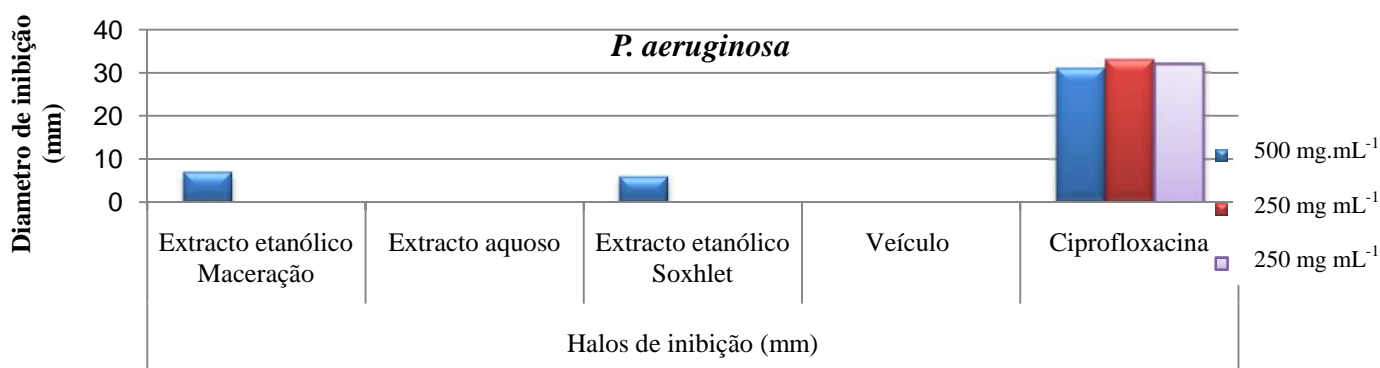 P. aeruginosa
Diametro de inibição
(mm)
40
30
20
10
0
Extracto etanólico
Maceração
Extracto aquoso
Extracto etanólico
Soxhlet
Veículo
Ciprofloxacina
Halos de inibição (mm)
500 mg.mL⁻¹
250 mg mL⁻¹
250 mg mL⁻¹